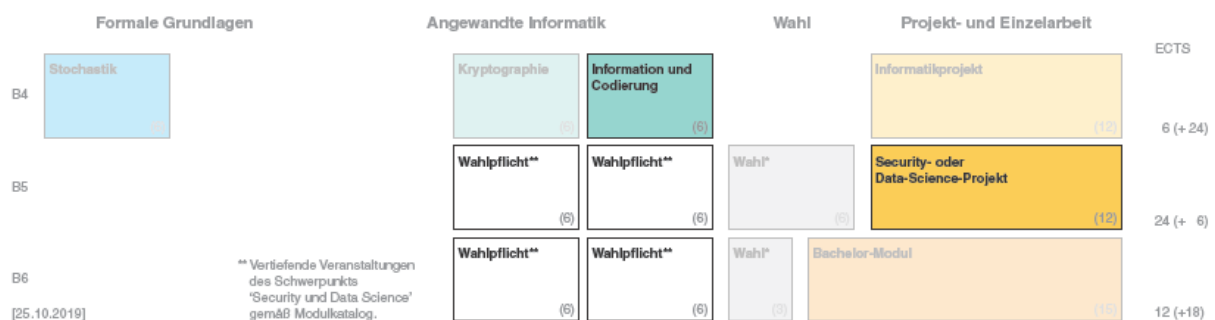 Formale Grundlagen Angewandte Informatik Wahl Projekt- und Einzelarbeit
ECTS
Stochastik Kryptographie Information und Informatikprojekt
Codierung
B4
(6) (6) (12) 6 (+ 24)
Wahlpflicht** Wahlpflicht** Wahl* Security- oder
Data-Science-Projekt
B5
(6) (6) (6) (12) 24 (+ 6)
Wahlpflicht** Wahlpflicht** Wahl* Bachelor-Modul
** Vertiefende Veranstaltungen
B6
des Schwerpunkts
'Security und Data Science'
[25.10.2019] gemäß Modulkatalog. (6) (6) (3) (15) 12 (+18)